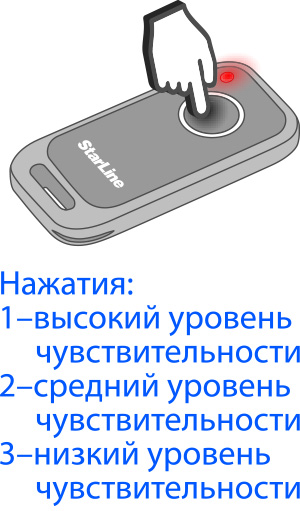 StarLine
Нажатия:
1–высокий уровень
чувствительности
2–средний уровень
чувствительности
3–низкий уровень
чувствительности